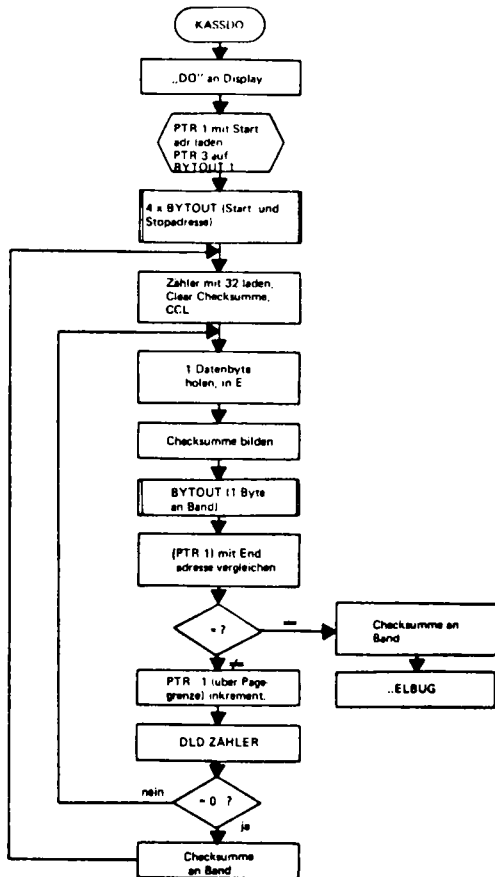 KASSDO
„DO" an Display
PTR 1 mit Start
adr laden
PTR 3 auf
BYTOUT 1
4 x BYTOUT (Start und
Stopadresse)
Zähler mit 32 laden,
Clear Checksumme,
CCL
1 Datenbyte
holen, in E
Checksumme bilden
BYTOUT (1 Byte
an Band)
(PTR 1) mit End
adresse vergleichen
= ?
=
Checksumme an
Band
„ELBUG
≠
PTR 1 (über Page-
grenze) inkrement.
DLD ZÄHLER
nein
= 0 ?
ja
Checksumme
an Band